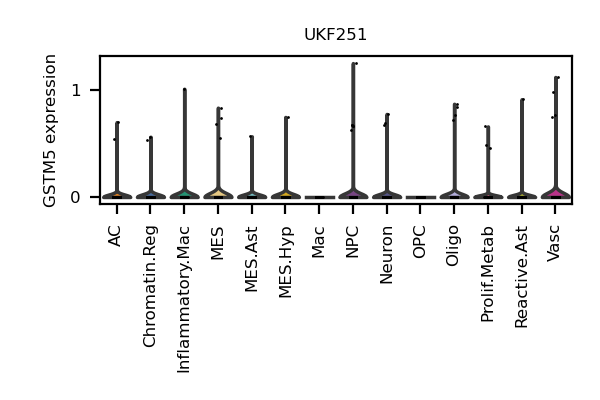 UKF251
GSTM5 expression
1
0
AC
Chromatin.Reg
Inflammatory.Mac
MES
MES.Ast
MES.Hyp
Mac
NPC
Neuron
OPC
Oligo
Prolif.Metab
Reactive.Ast
Vasc